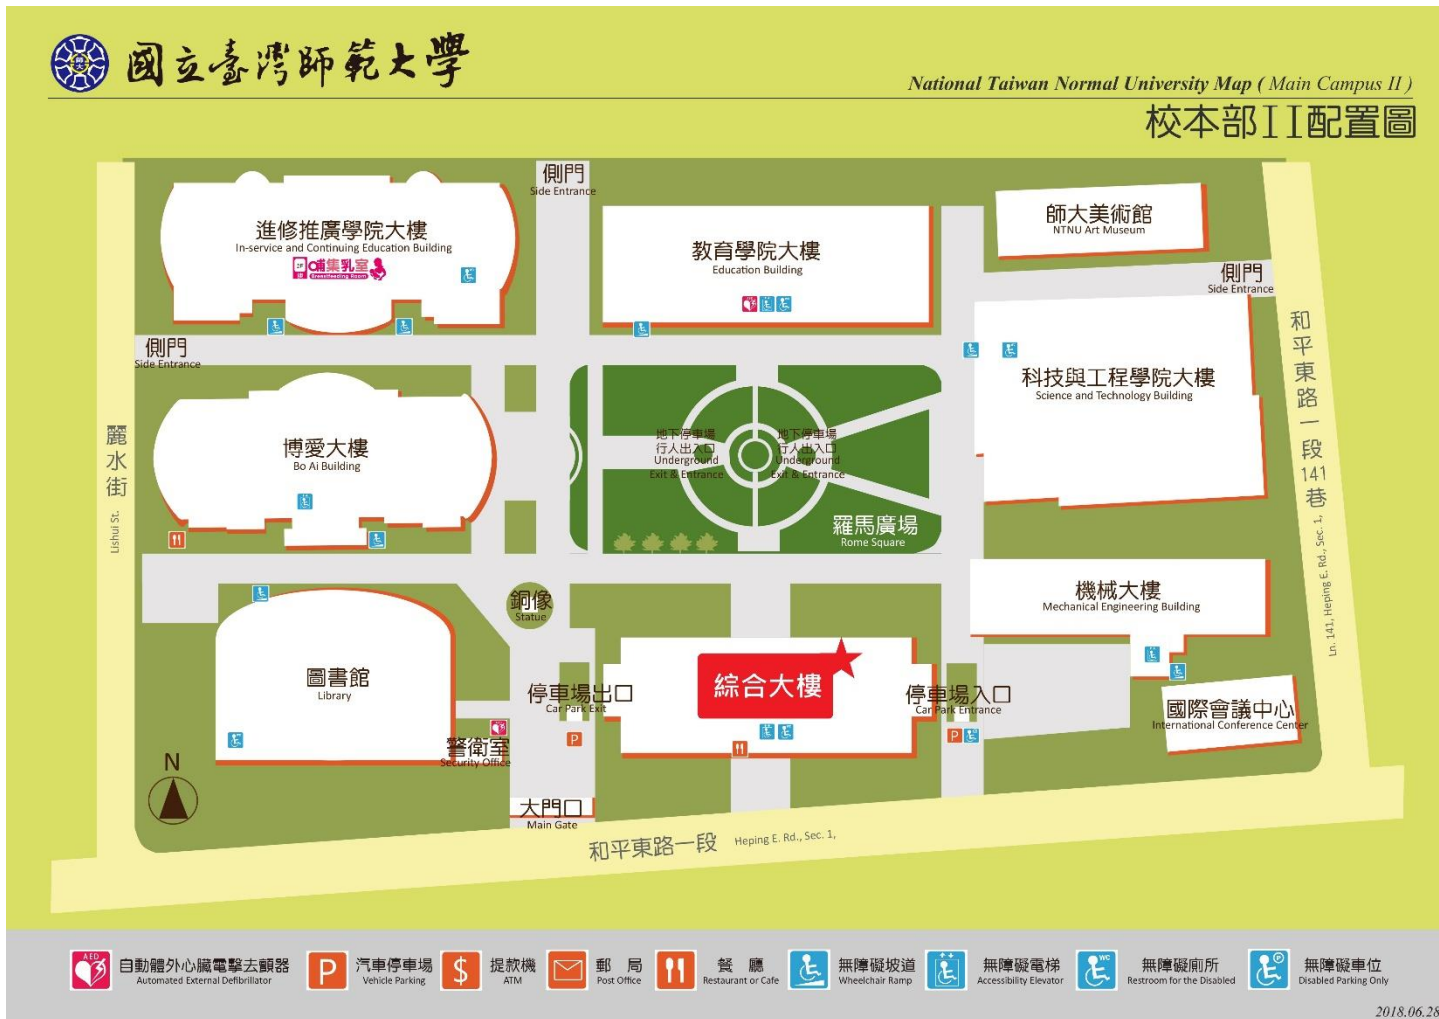 國立臺灣師範大學
National Taiwan Normal University Map ( Main Campus II )
校本部II配置圖
側門
Side Entrance
進修推廣學院大樓
In-service and Continuing Education Building
哺集乳室
Breastfeeding Room
教育學院大樓
Education Building
師大美術館
NTNU Art Museum
側門
Side Entrance
側門
Side Entrance
科技與工程學院大樓
Science and Technology Building
和平東路一段141巷
Ln. 141, Heping E. Rd., Sec. 1,
麗水街
Lishui St.
博愛大樓
Bo Ai Building
地下停車場
行人出入口
Underground
Exit & Entrance
地下停車場
行人出入口
Underground
Exit & Entrance
羅馬廣場
Rome Square
銅像
Statue
機械大樓
Mechanical Engineering Building
圖書館
Library
停車場出口
Car Park Exit
P
綜合大樓
停車場入口
Car Park Entrance
P
國際會議中心
International Conference Center
警衛室
Security Office
N
大門口
Main Gate
和平東路一段
Heping E. Rd., Sec. 1,
AED
自動體外心臟電擊去顫器
Automated External Defibrillator
P
汽車停車場
Vehicle Parking
$
提款機
ATM
郵 局
Post Office
餐 廳
Restaurant or Cafe
無障礙坡道
Wheelchair Ramp
無障礙電梯
Accessibility Elevator
WC
無障礙廁所
Restroom for the Disabled
P
無障礙車位
Disabled Parking Only
2018.06.28